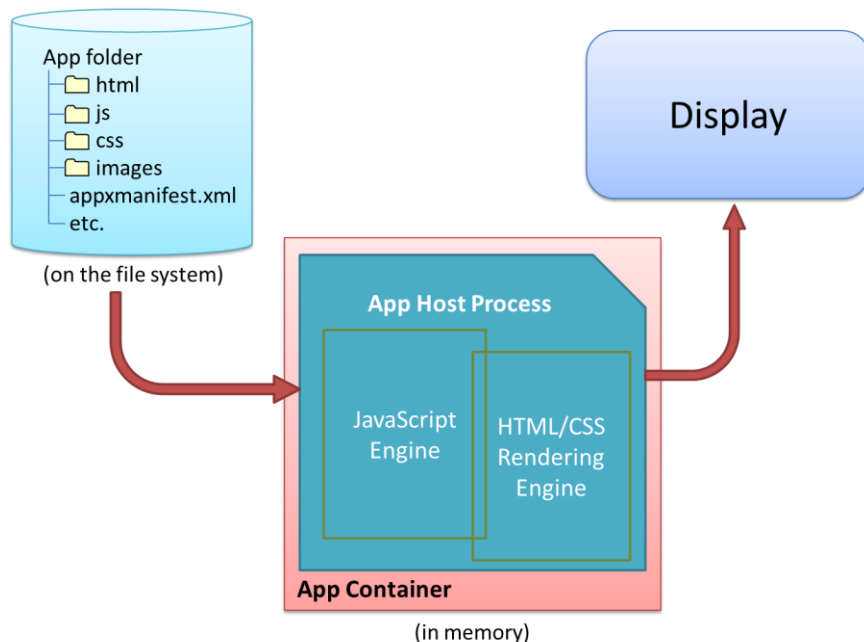 App folder
html
js
css
images
appxmanifest.xml
etc.
(on the file system)
Display
App Host Process
JavaScript
Engine
HTML/CSS
Rendering
Engine
App Container
(in memory)